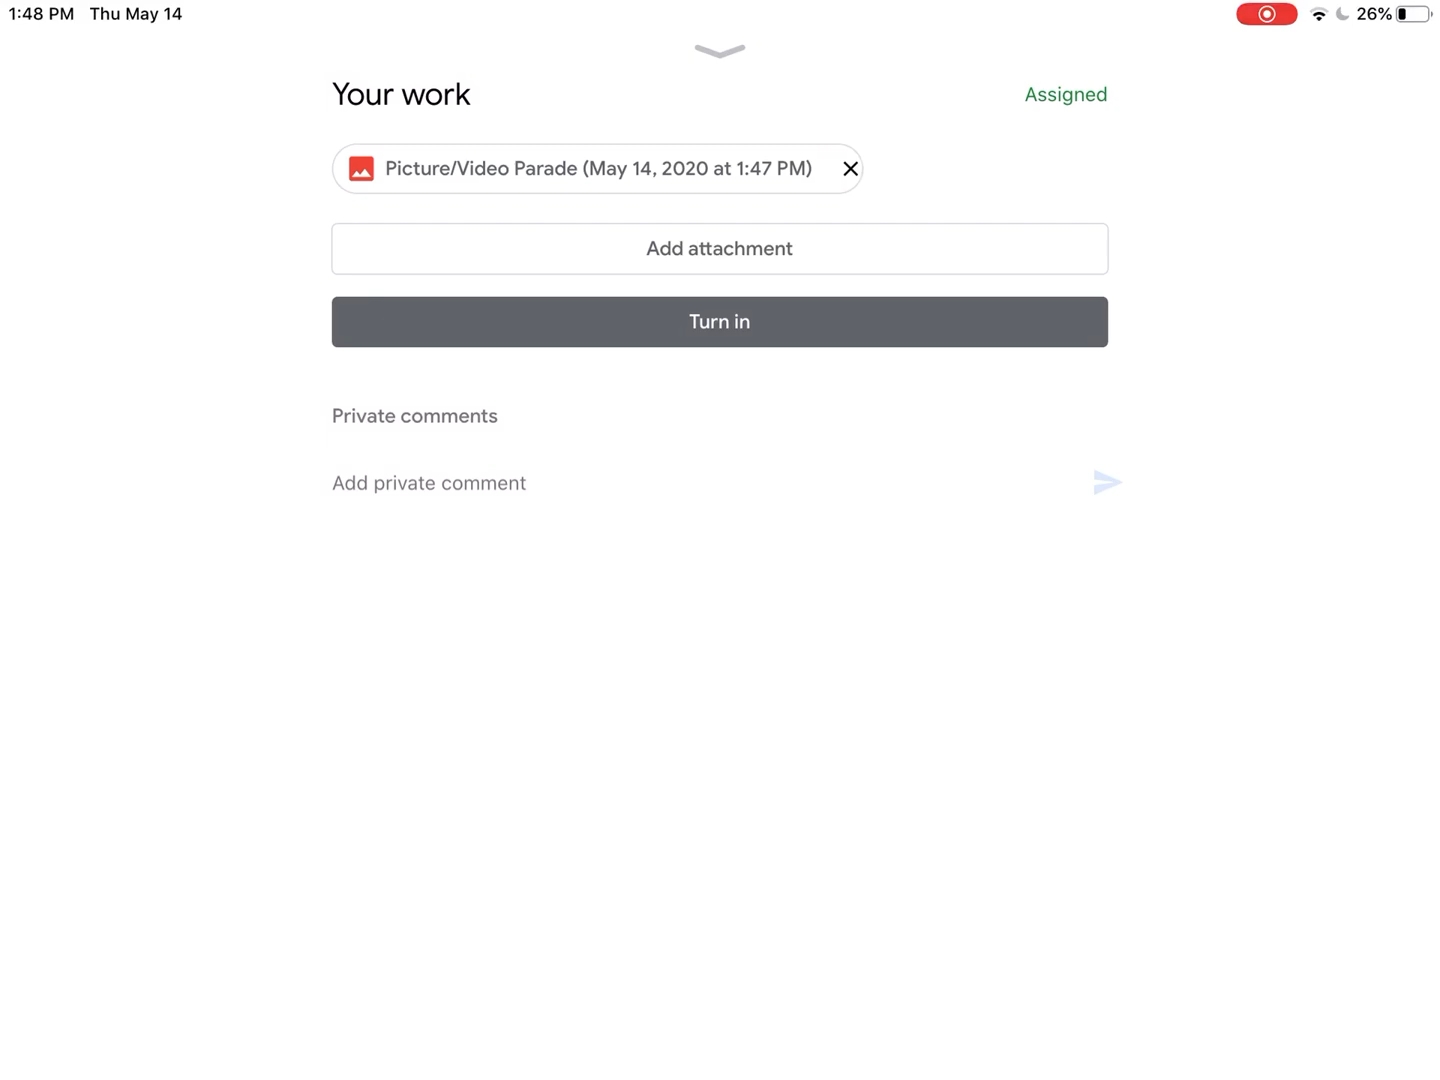 1:48 PM Thu May 14
26%
Your work
Assigned
Picture/Video Parade (May 14, 2020 at 1:47 PM)
Add attachment
Turn in
Private comments
Add private comment